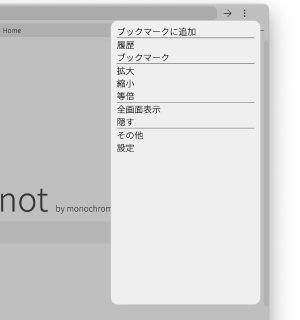 Home
ブックマークに追加
履歴
ブックマーク
拡大
縮小
等倍
全画面表示
隠す
その他
設定
not by monochrom